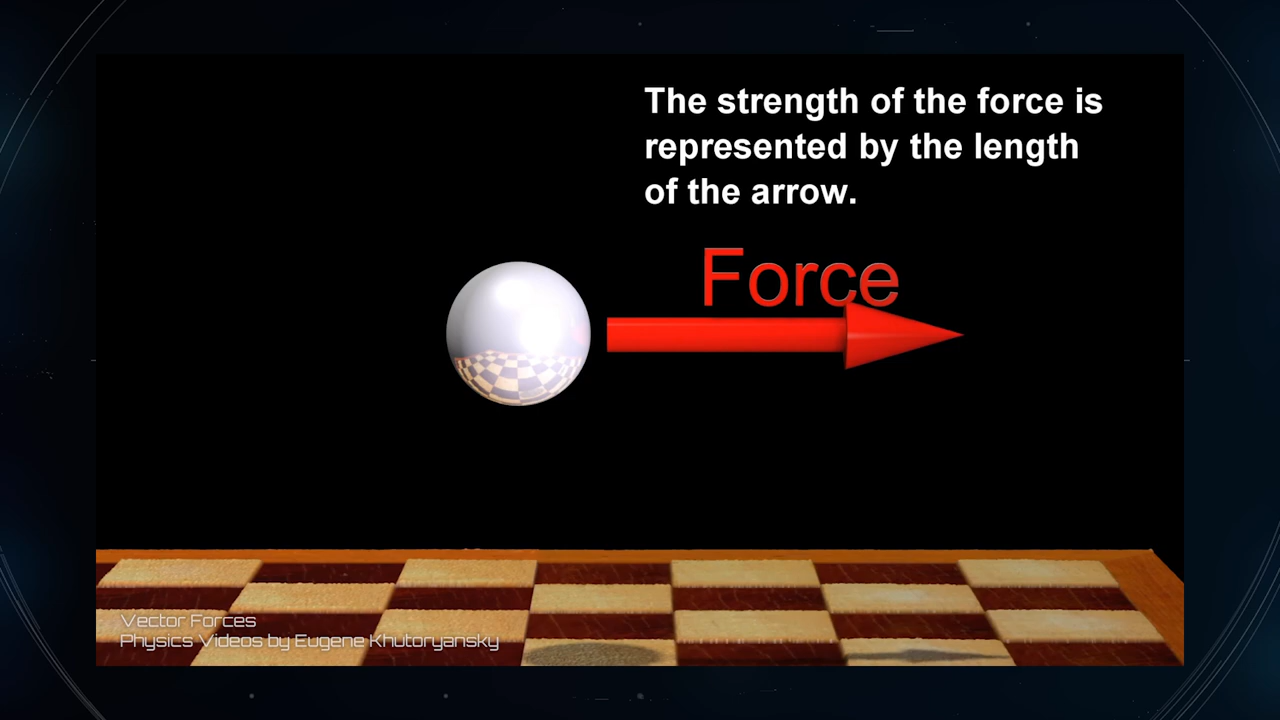 The strength of the force is
represented by the length
of the arrow.
Force
Vector Forces
Physics Videos by Eugene Khutoryansky